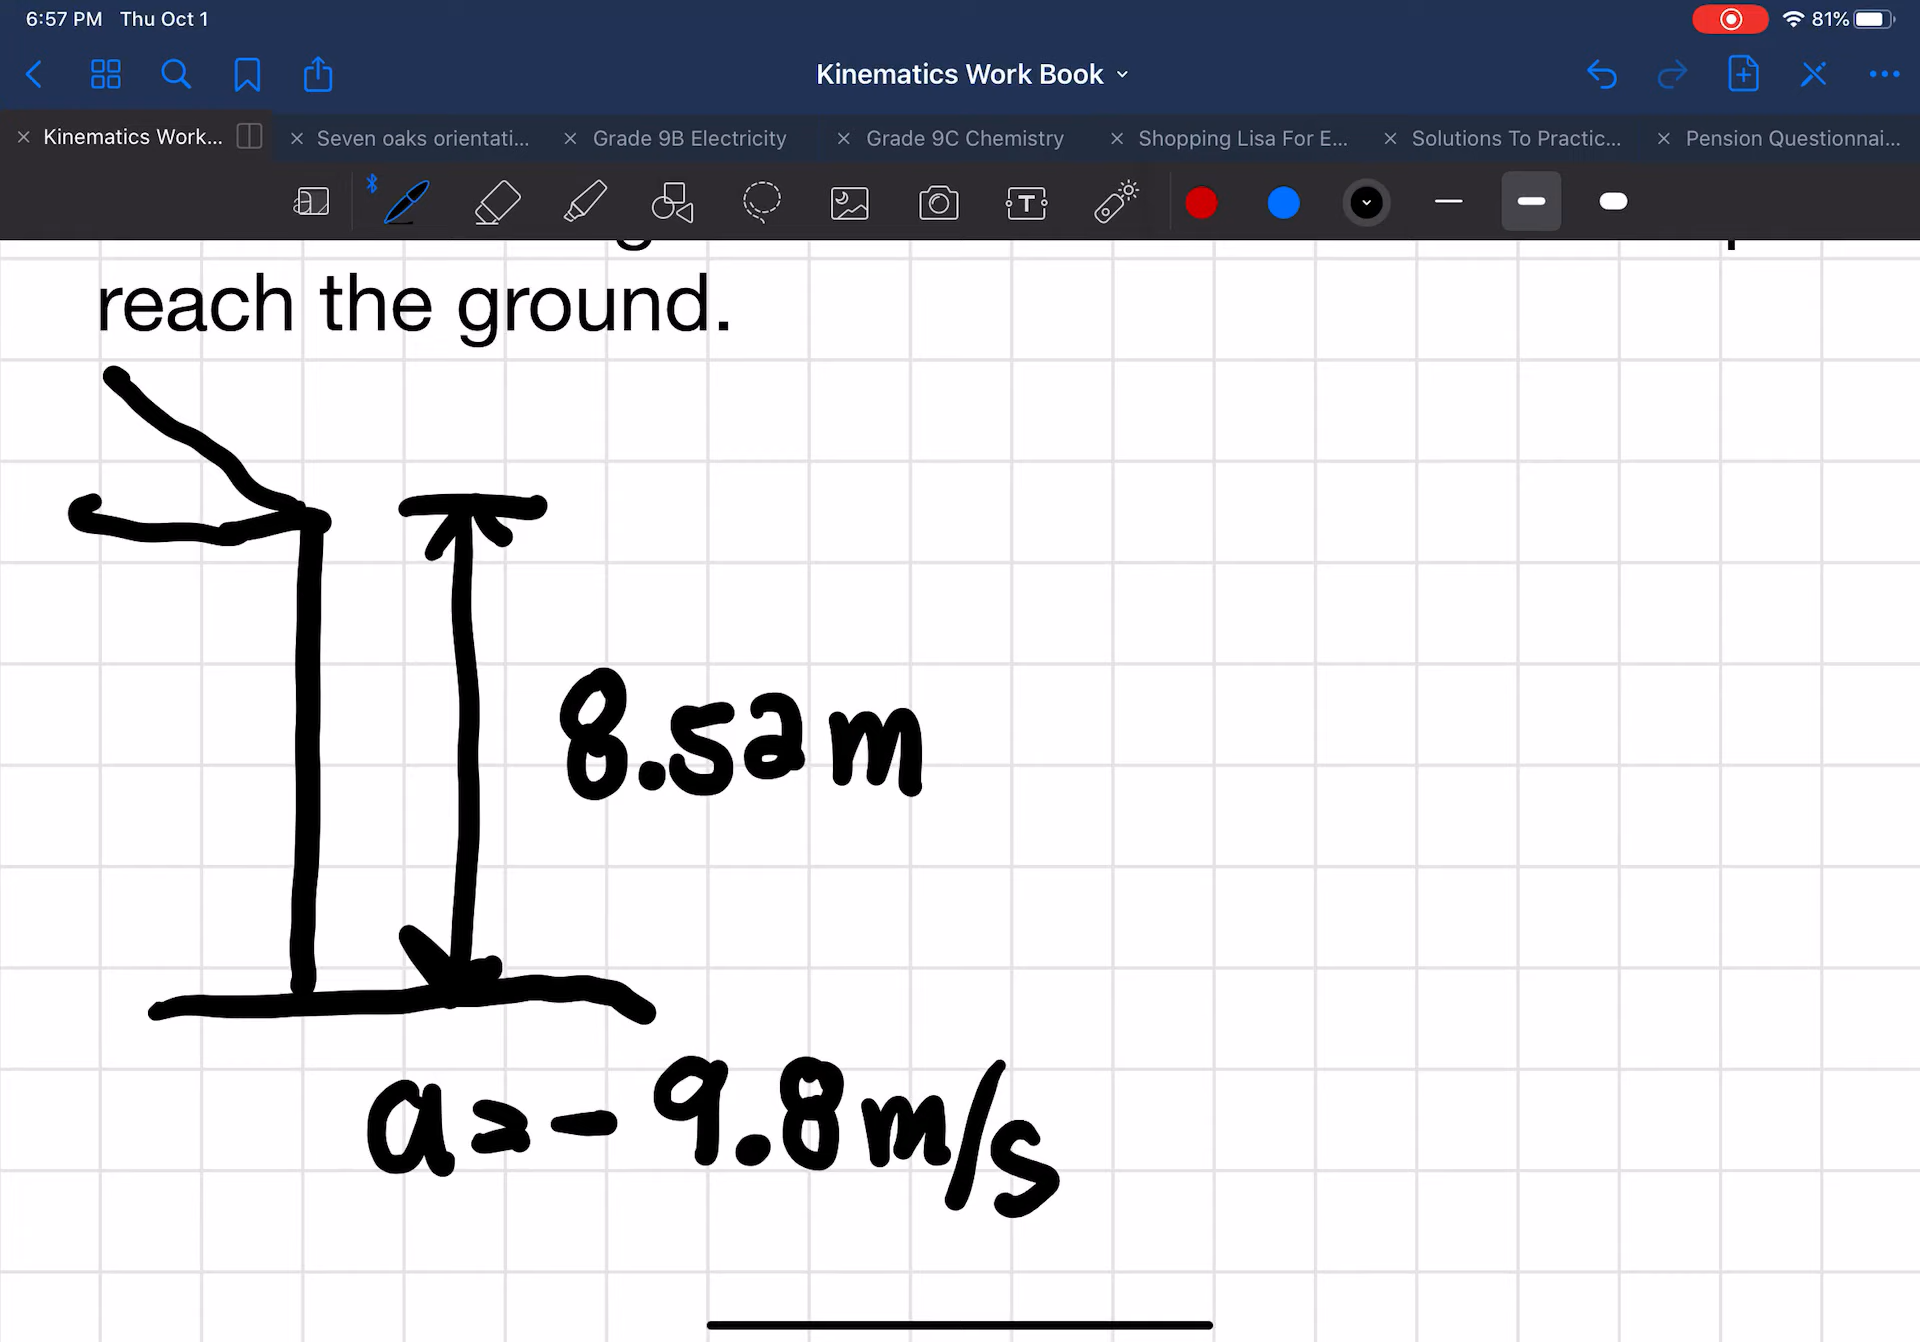 6:57 PM Thu Oct 1 81%
Kinematics Work Book
Kinematics Work... Seven oaks orientati... Grade 9B Electricity Grade 9C Chemistry Shopping Lisa For E... Solutions To Practic... Pension Questionnai...
reach the ground.
8.52m
a=-9.8m/s